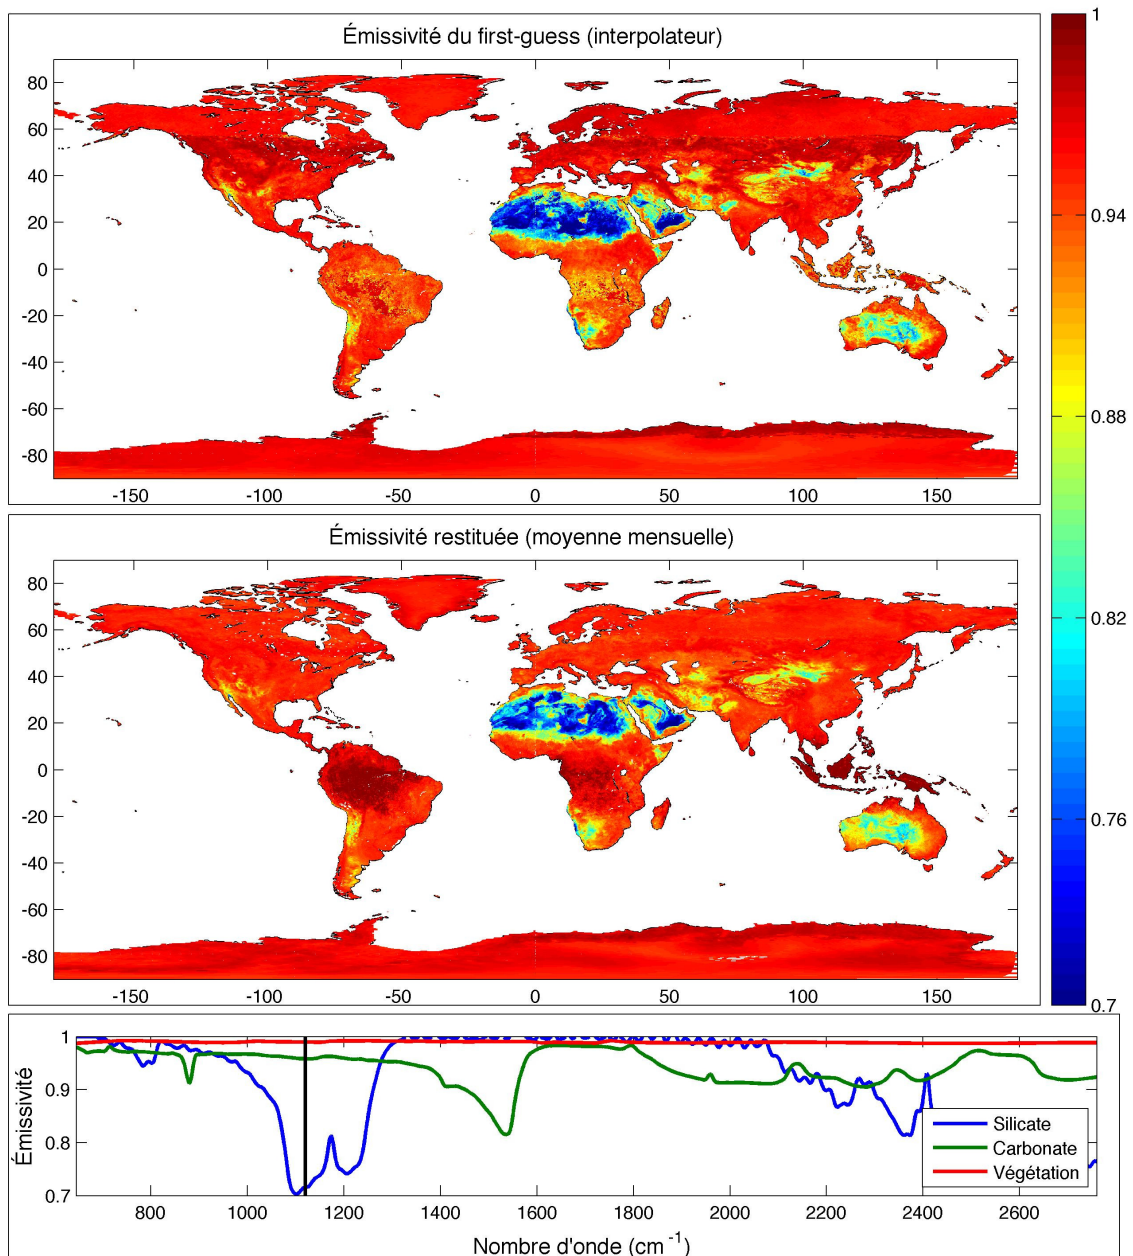 Émissivité du first-guess (interpolateur)
80
60
40
20
0
-20
-40
-60
-80
-150 -100 -50 0 50 100 150
1
0.94
0.88
0.82
0.76
0.7
Émissivité restituée (moyenne mensuelle)
80
60
40
20
0
-20
-40
-60
-80
-150 -100 -50 0 50 100 150
Émissivité
1
0.9
0.8
0.7
Silicate
Carbonate
Végétation
800 1000 1200 1400 1600 1800 2000 2200 2400 2600
Nombre d'onde (cm⁻¹)